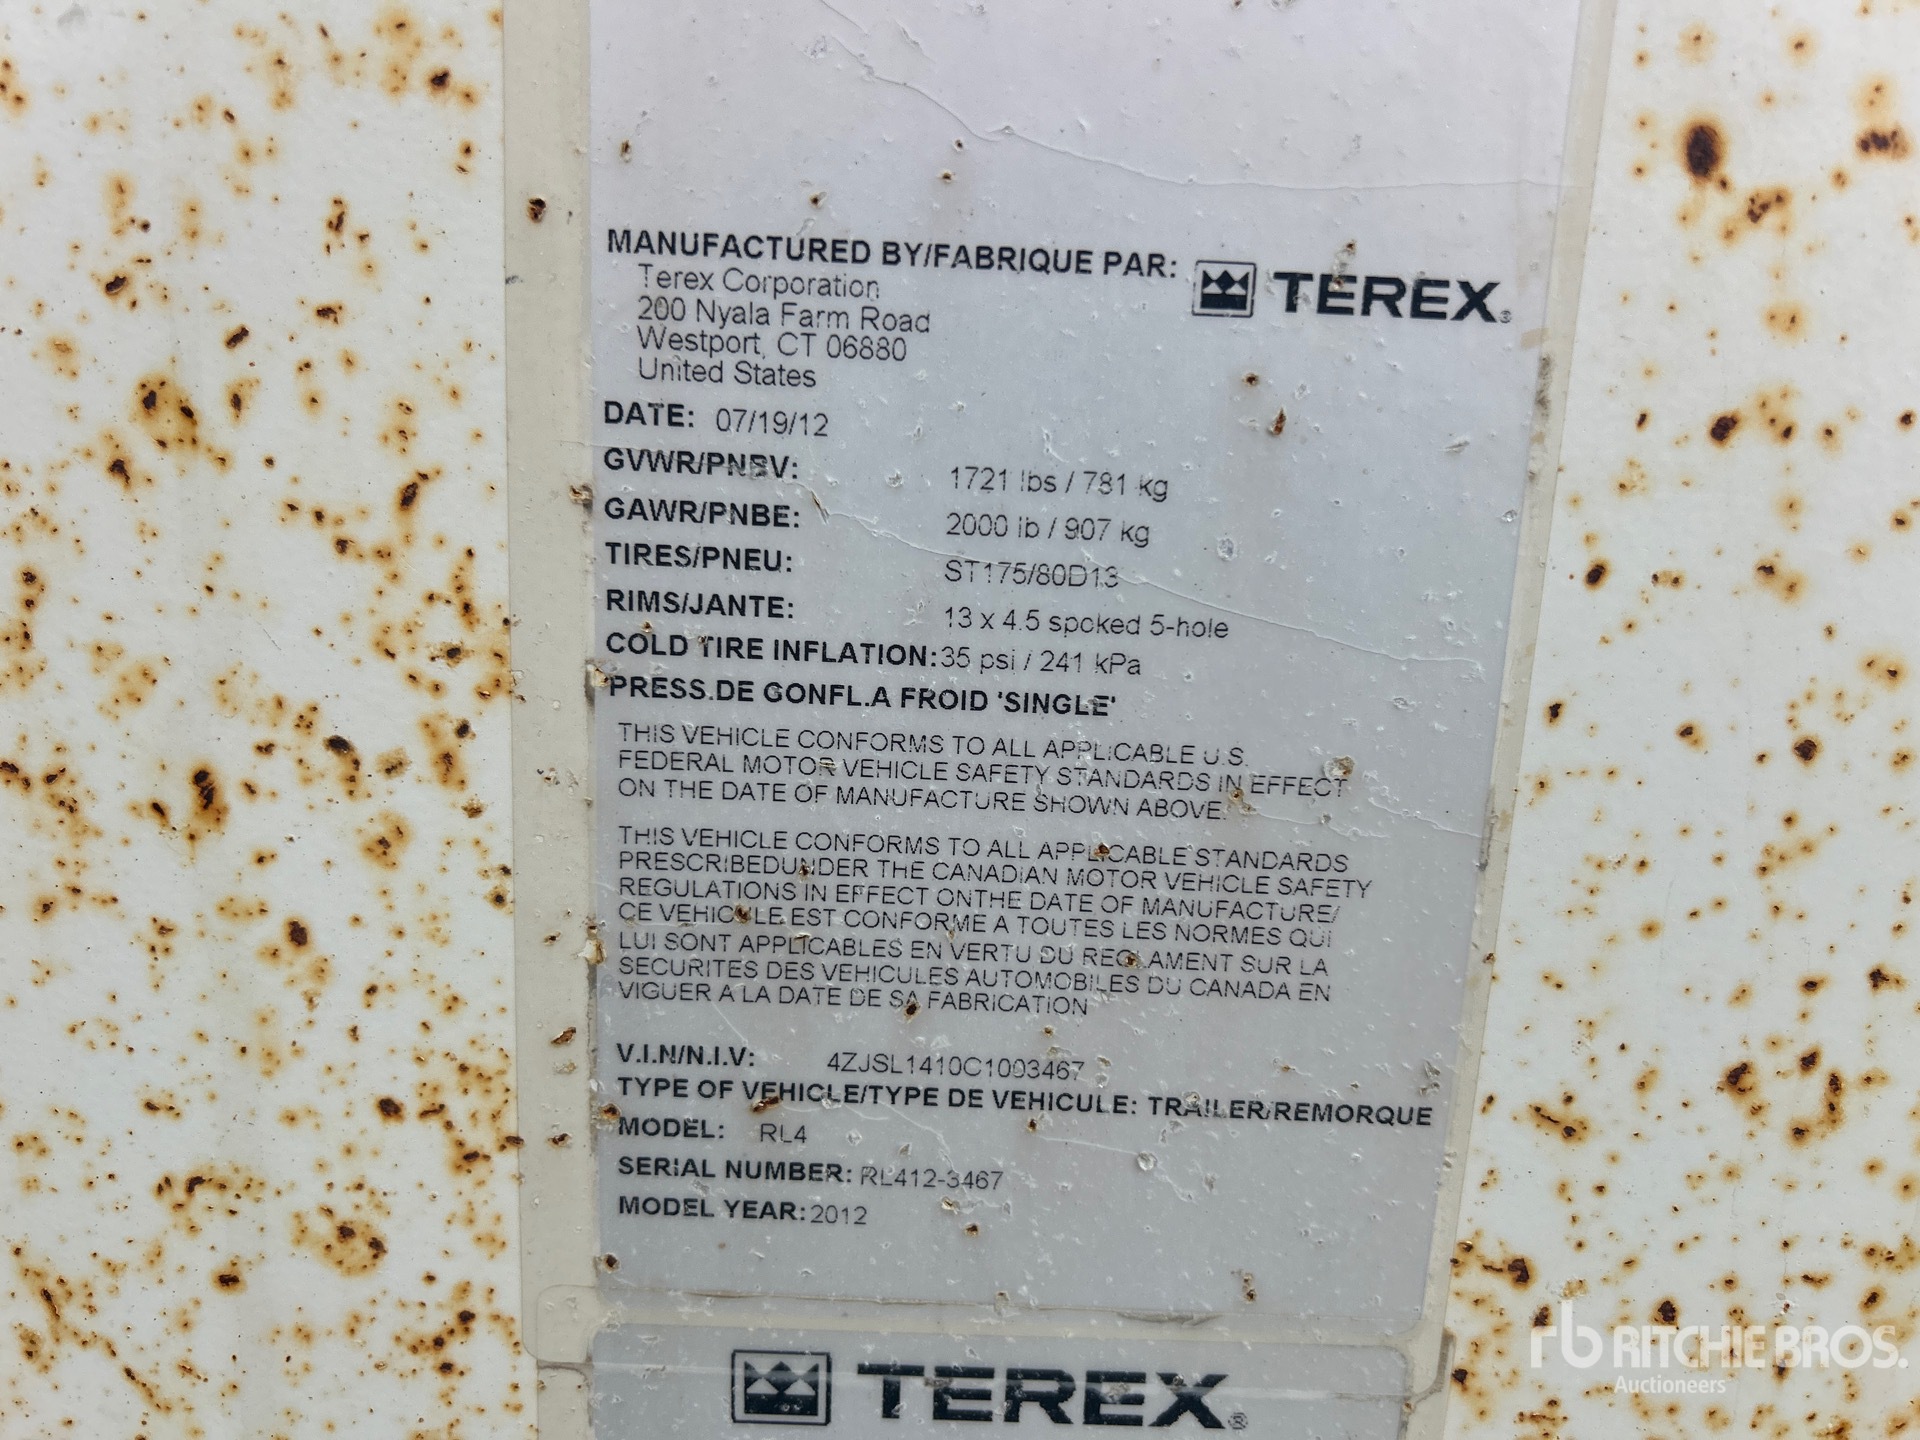 MANUFACTURED BY/FABRIQUE PAR: TEREX®
Terex Corporation
200 Nyala Farm Road
Westport, CT 06880
United States
DATE: 07/19/12
GVWR/PNBV: 1721 lbs / 781 kg
GAWR/PNBE: 2000 lb / 907 kg
TIRES/PNEU: ST175/80D13
RIMS/JANTE: 13 x 4.5 spoked 5-hole
COLD TIRE INFLATION: 35 psi / 241 kPa
PRESS.DE GONFL.A FROID 'SINGLE'
THIS VEHICLE CONFORMS TO ALL APPLICABLE U.S.
FEDERAL MOTOR VEHICLE SAFETY STANDARDS IN EFFECT
ON THE DATE OF MANUFACTURE SHOWN ABOVE.
THIS VEHICLE CONFORMS TO ALL APPLICABLE STANDARDS
PRESCRIBEDUNDER THE CANADIAN MOTOR VEHICLE SAFETY
REGULATIONS IN EFFECT ONTHE DATE OF MANUFACTURE/
CE VEHICULE EST CONFORME A TOUTES LES NORMES QUI
LUI SONT APPLICABLES EN VERTU DU REGLAMENT SUR LA
SECURITES DES VEHICULES AUTOMOBILES DU CANADA EN
VIGUER A LA DATE DE SA FABRICATION
V.I.N/N.I.V: 4ZJSL1410C1003467
TYPE OF VEHICLE/TYPE DE VEHICULE: TRAILER/REMORQUE
MODEL: RL4
SERIAL NUMBER: RL412-3467
MODEL YEAR: 2012
TEREX®
rb RITCHIE BROS.
Auctioneers